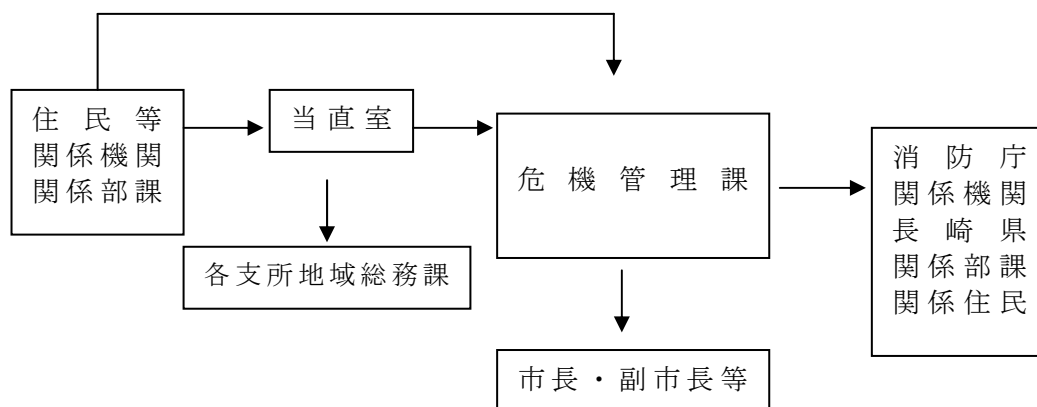 住民等
関係機関
関係部課
当直室
各支所地域総務課
危機管理課
市長・副市長等
消防庁
関係機関
長崎県
関係部課
関係住民